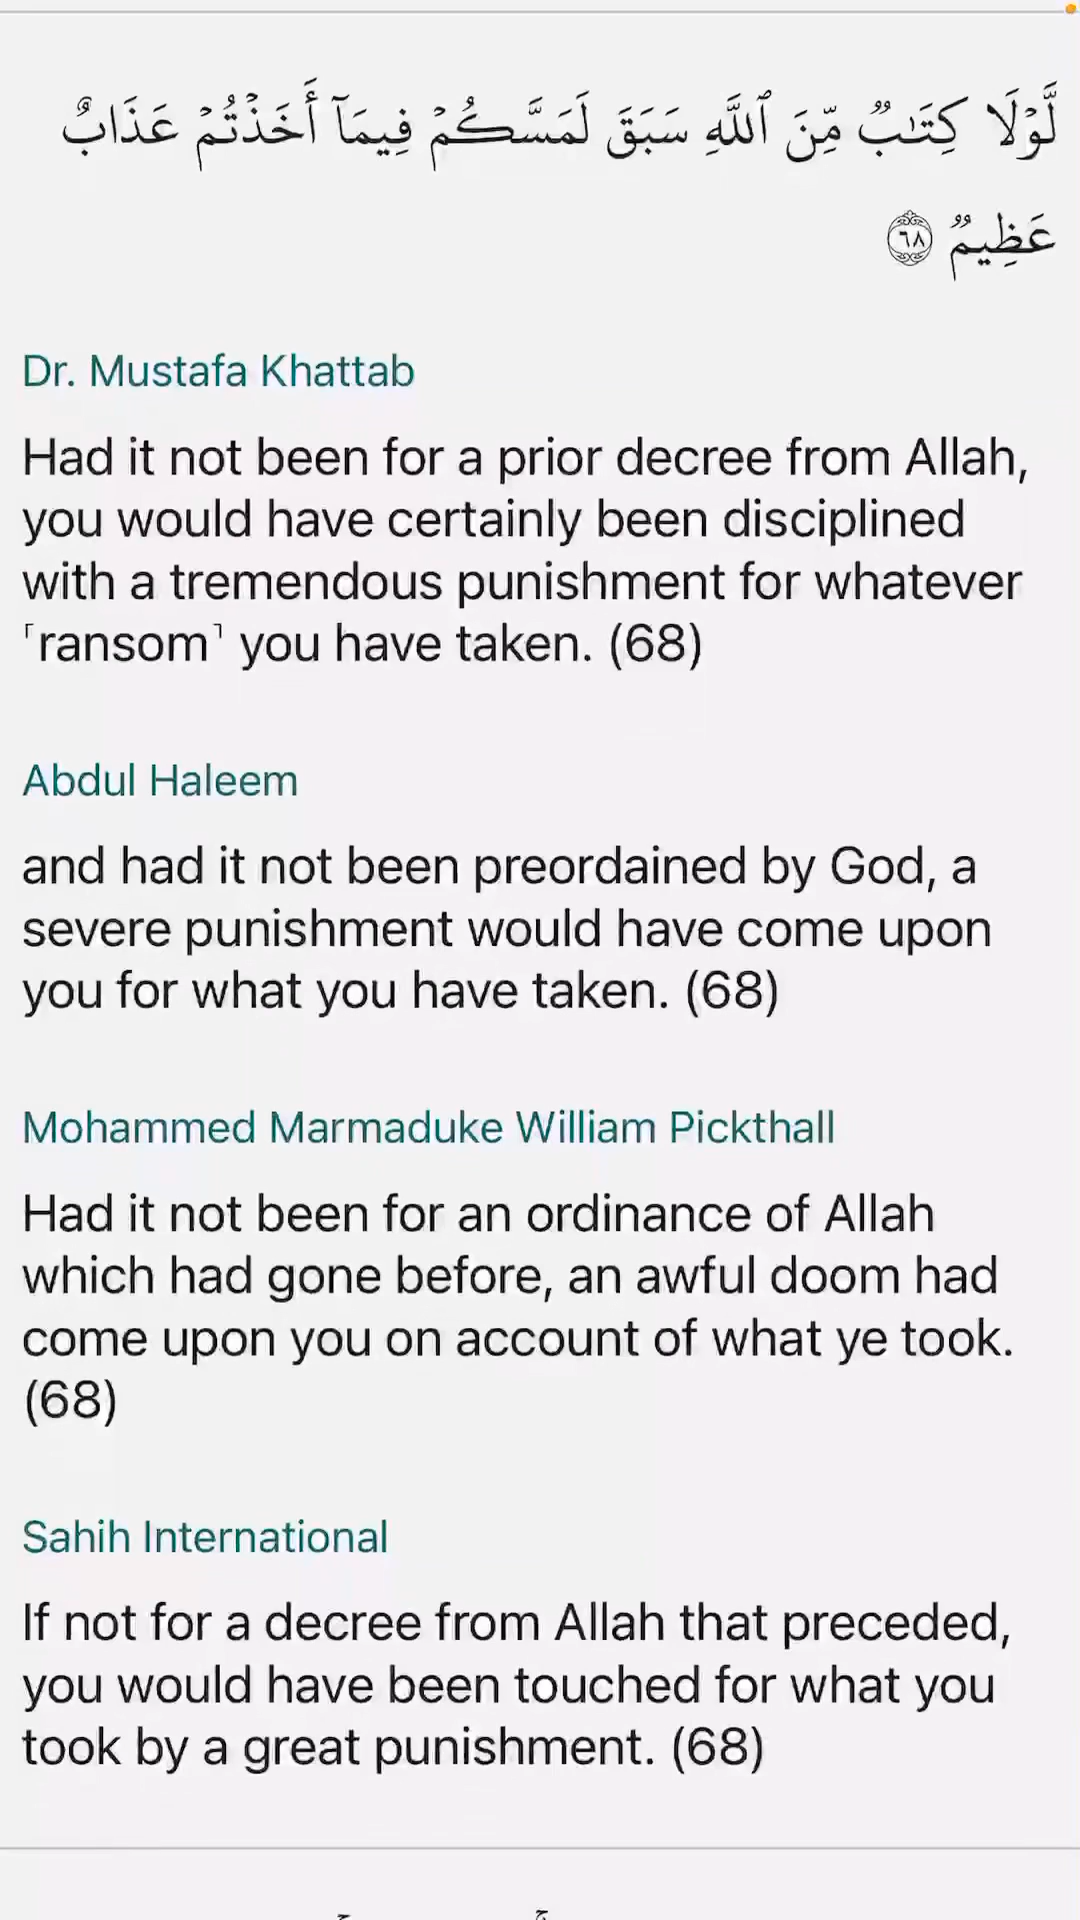 لَّوْلَا كِتَـٰبٌ مِّنَ ٱللَّهِ سَبَقَ لَمَسَّكُمْ فِيمَآ أَخَذْتُمْ عَذَابٌ
عَظِيمٌ ٦٨
Dr. Mustafa Khattab
Had it not been for a prior decree from Allah,
you would have certainly been disciplined
with a tremendous punishment for whatever
˹ransom˺ you have taken. (68)
Abdul Haleem
and had it not been preordained by God, a
severe punishment would have come upon
you for what you have taken. (68)
Mohammed Marmaduke William Pickthall
Had it not been for an ordinance of Allah
which had gone before, an awful doom had
come upon you on account of what ye took.
(68)
Sahih International
If not for a decree from Allah that preceded,
you would have been touched for what you
took by a great punishment. (68)